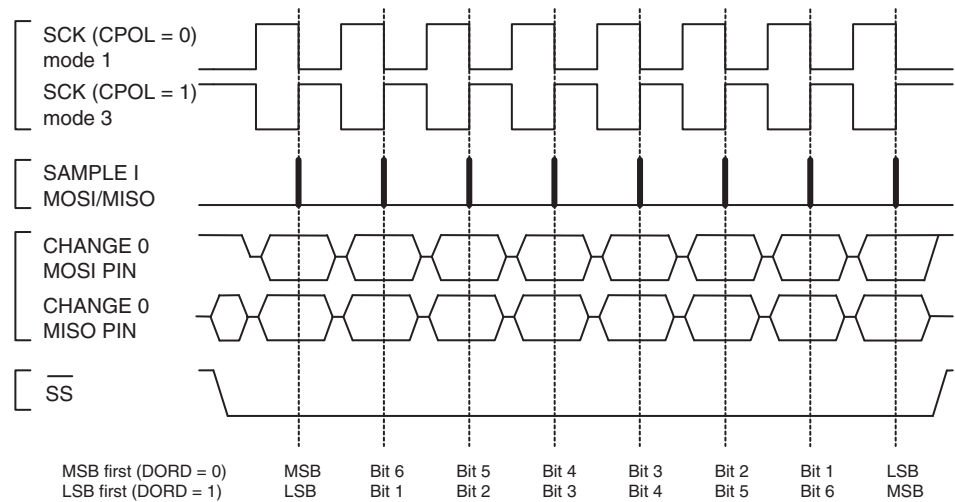 SCK (CPOL = 0)
mode 1
SCK (CPOL = 1)
mode 3
SAMPLE I
MOSI/MISO
CHANGE 0
MOSI PIN
CHANGE 0
MISO PIN
SS
MSB first (DORD = 0) MSB Bit 6 Bit 5 Bit 4 Bit 3 Bit 2 Bit 1 LSB
LSB first (DORD = 1) LSB Bit 1 Bit 2 Bit 3 Bit 4 Bit 5 Bit 6 MSB